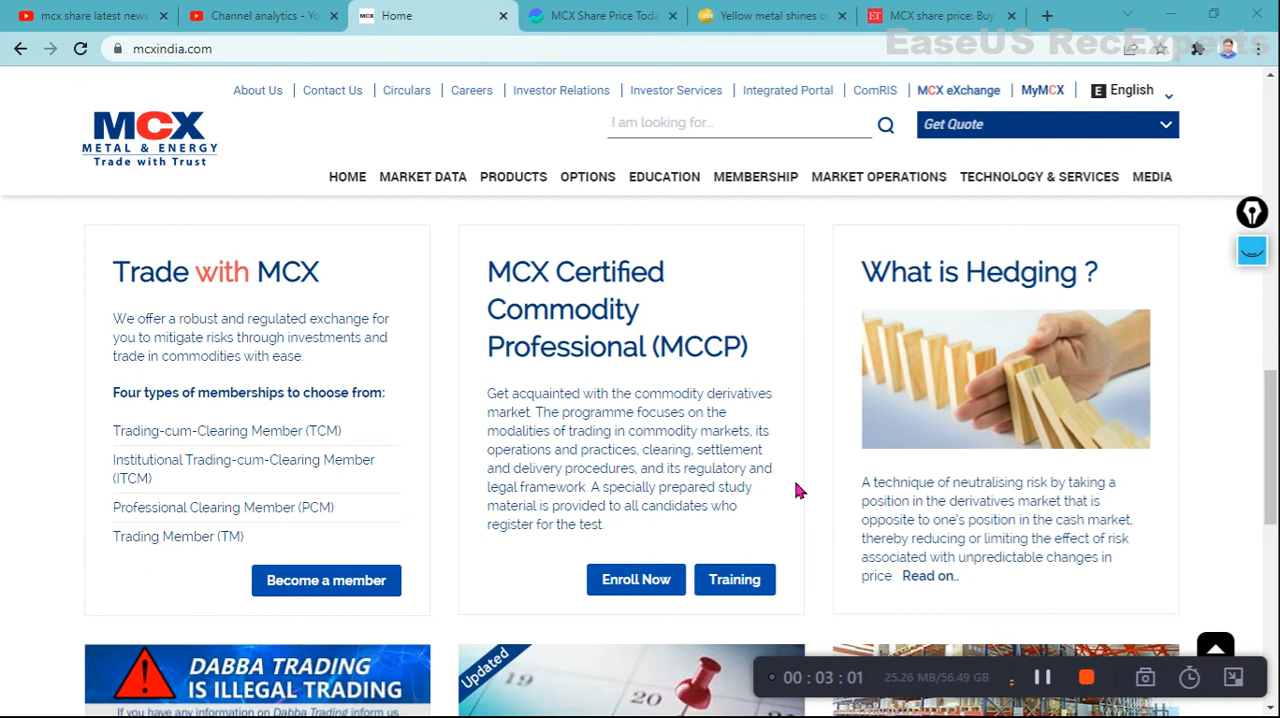 mcx share latest news
Channel analytics - Yo
Home
MCX Share Price Toda
Yellow metal shines o
ET MCX share price: Buy
mcxindia.com
EaseUS RecExperts
About Us Contact Us Circulars Careers Investor Relations Investor Services Integrated Portal ComRIS MCX eXchange MyMCX E English
MCX
METAL & ENERGY
Trade with Trust
I am looking for...
Get Quote
HOME MARKET DATA PRODUCTS OPTIONS EDUCATION MEMBERSHIP MARKET OPERATIONS TECHNOLOGY & SERVICES MEDIA
Trade with MCX
We offer a robust and regulated exchange for
you to mitigate risks through investments and
trade in commodities with ease.
Four types of memberships to choose from:
Trading-cum-Clearing Member (TCM)
Institutional Trading-cum-Clearing Member
(ITCM)
Professional Clearing Member (PCM)
Trading Member (TM)
Become a member
MCX Certified
Commodity
Professional (MCCP)
Get acquainted with the commodity derivatives
market. The programme focuses on the
modalities of trading in commodity markets, its
operations and practices, clearing, settlement
and delivery procedures, and its regulatory and
legal framework. A specially prepared study
material is provided to all candidates who
register for the test.
Enroll Now Training
What is Hedging ?
A technique of neutralising risk by taking a
position in the derivatives market that is
opposite to one's position in the cash market,
thereby reducing or limiting the effect of risk
associated with unpredictable changes in
price. Read on..
DABBA TRADING
IS ILLEGAL TRADING
If you have any information on Dabba Trading inform us
Updated
19 20
00 : 03 : 01 25.26 MB/56.49 GB